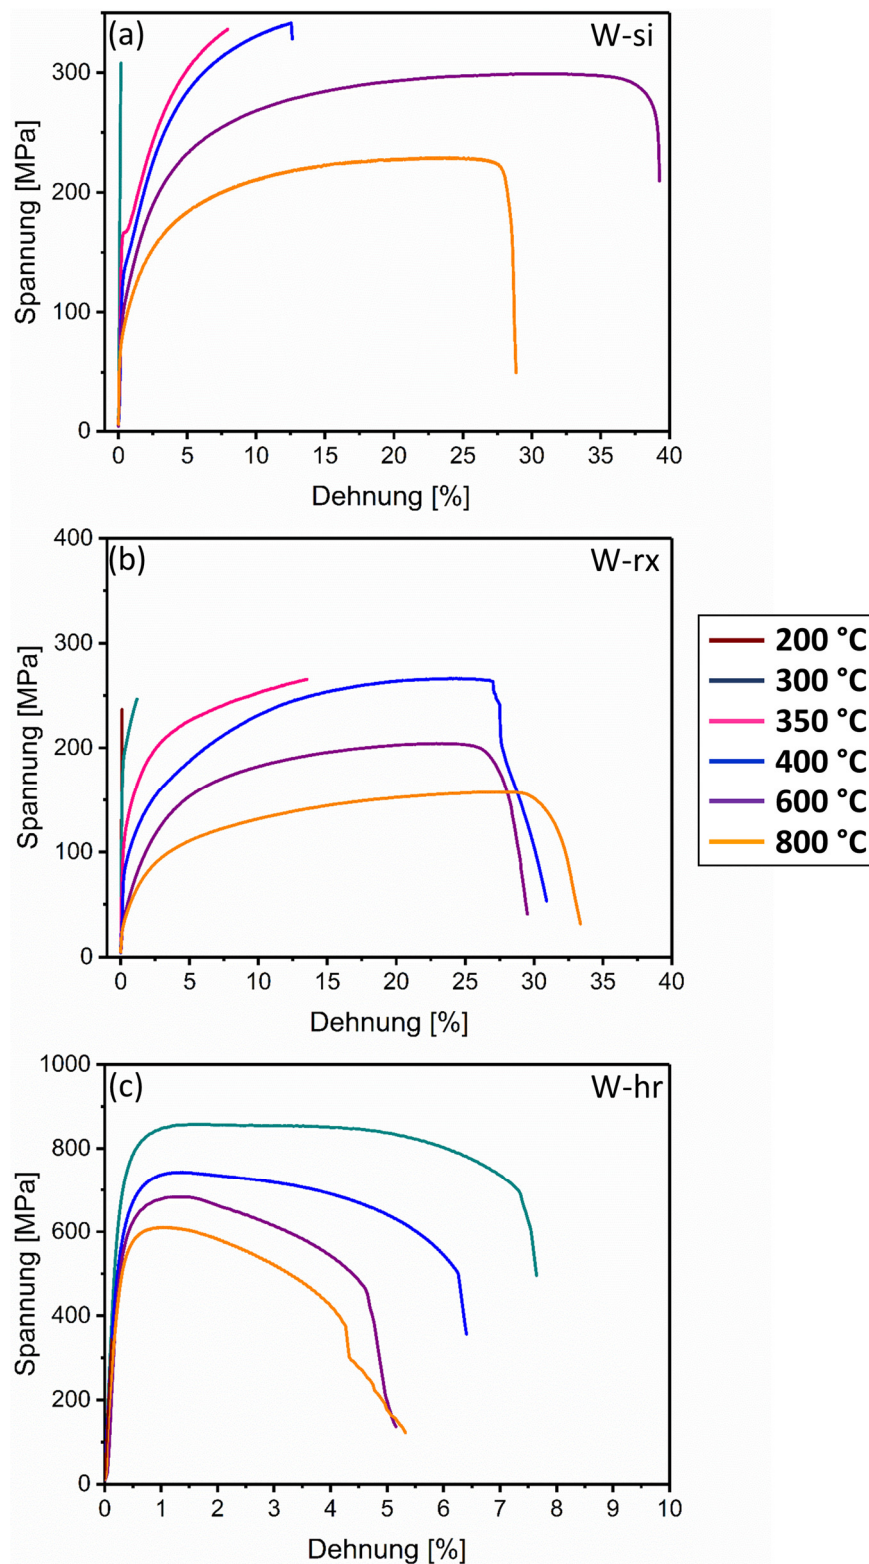 (a)
W-si
300
200
100
0
Spannung [MPa]
0 5 10 15 20 25 30 35 40
Dehnung [%]
(b)
W-rx
400
300
200
100
0
Spannung [MPa]
0 5 10 15 20 25 30 35 40
Dehnung [%]
200 °C
300 °C
350 °C
400 °C
600 °C
800 °C
(c)
W-hr
1000
800
600
400
200
0
Spannung [MPa]
0 1 2 3 4 5 6 7 8 9 10
Dehnung [%]